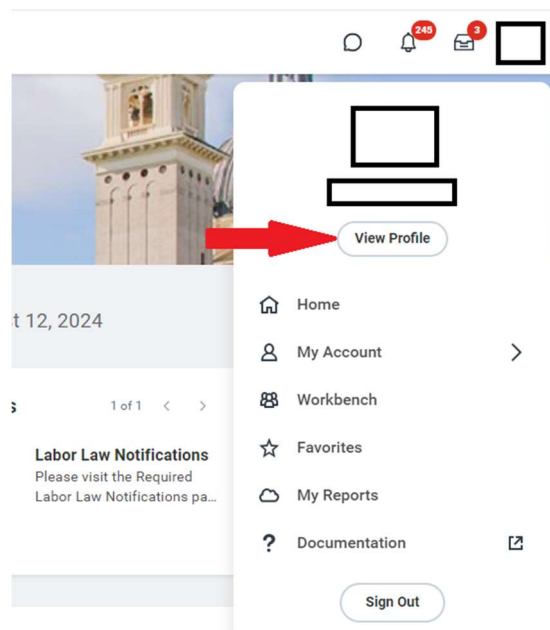 245
3
View Profile
t 12, 2024
Home
My Account
s
1 of 1
Workbench
Labor Law Notifications
Please visit the Required
Labor Law Notifications pa...
Favorites
My Reports
Documentation
Sign Out